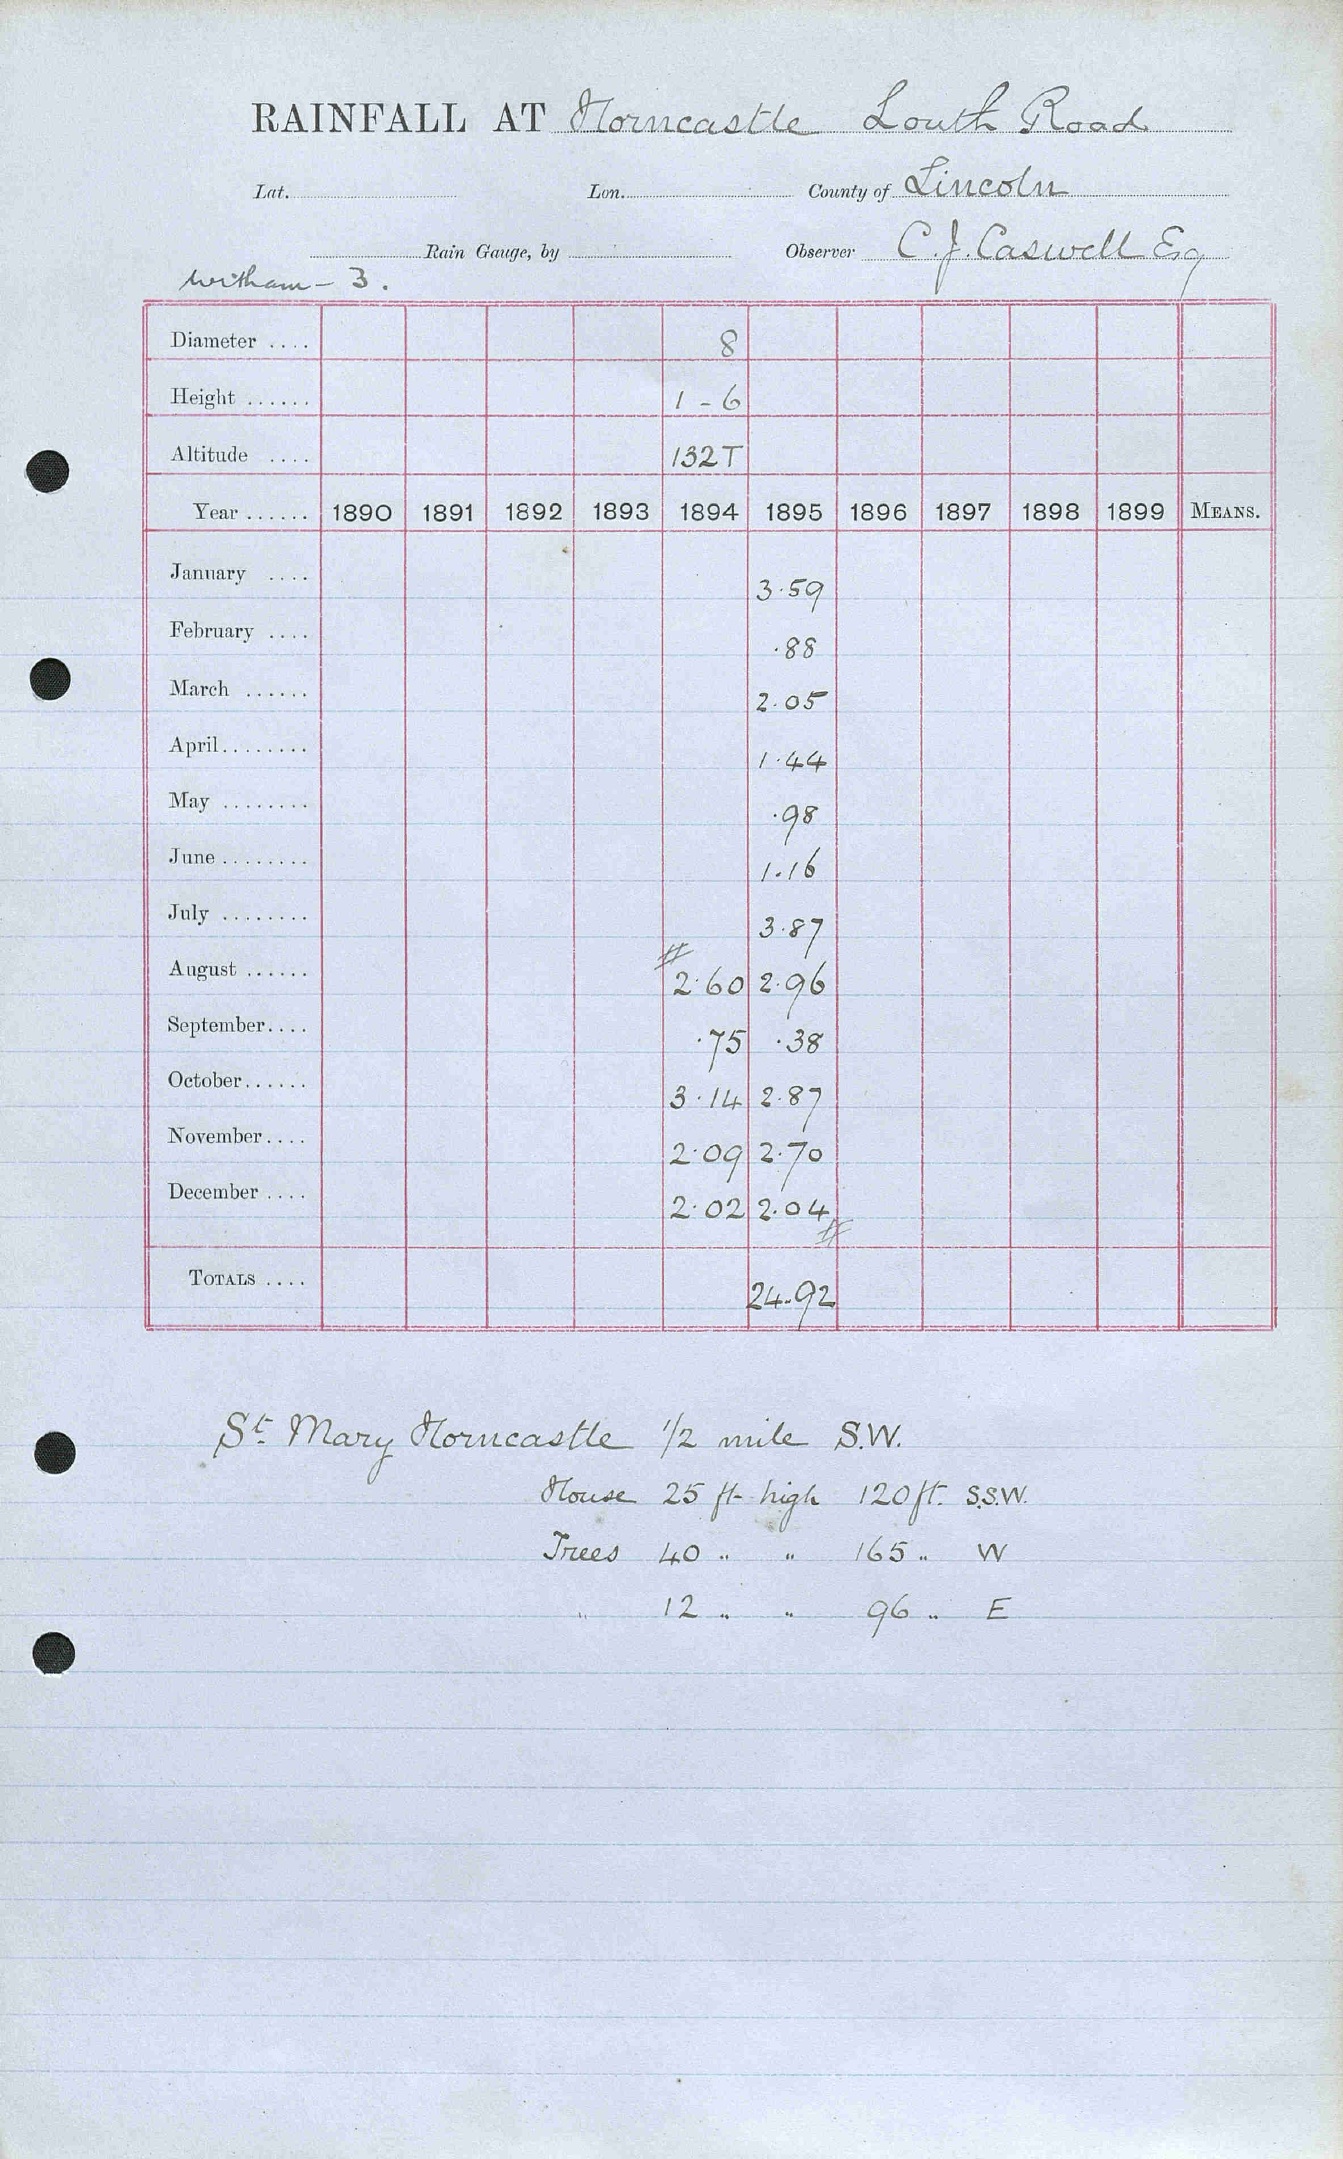 RAINFALL AT Horncastle Louth Road
Lat. Lon. County of Lincoln
Rain Gauge, by Observer C. J. Caswell Esq
Witham - 3.
Diameter .... 8
Height ...... 1 - 6
Altitude .... 132T
Year ...... 1890 1891 1892 1893 1894 1895 1896 1897 1898 1899 MEANS.
January .... 3.59
February .... .88
March ...... 2.05
April........ 1.44
May ........ .98
June ........ 1.16
July ........ 3.87
#
August ...... 2.60 2.96
September.... .75 .38
October...... 3.14 2.87
November.... 2.09 2.70
December .... 2.02 2.04
#
TOTALS .... 24.92
St. Mary Horncastle 1/2 mile S.W.
House 25 ft high 120 ft. S.S.W.
Trees 40 " " 165 " W
" 12 " " 96 " E